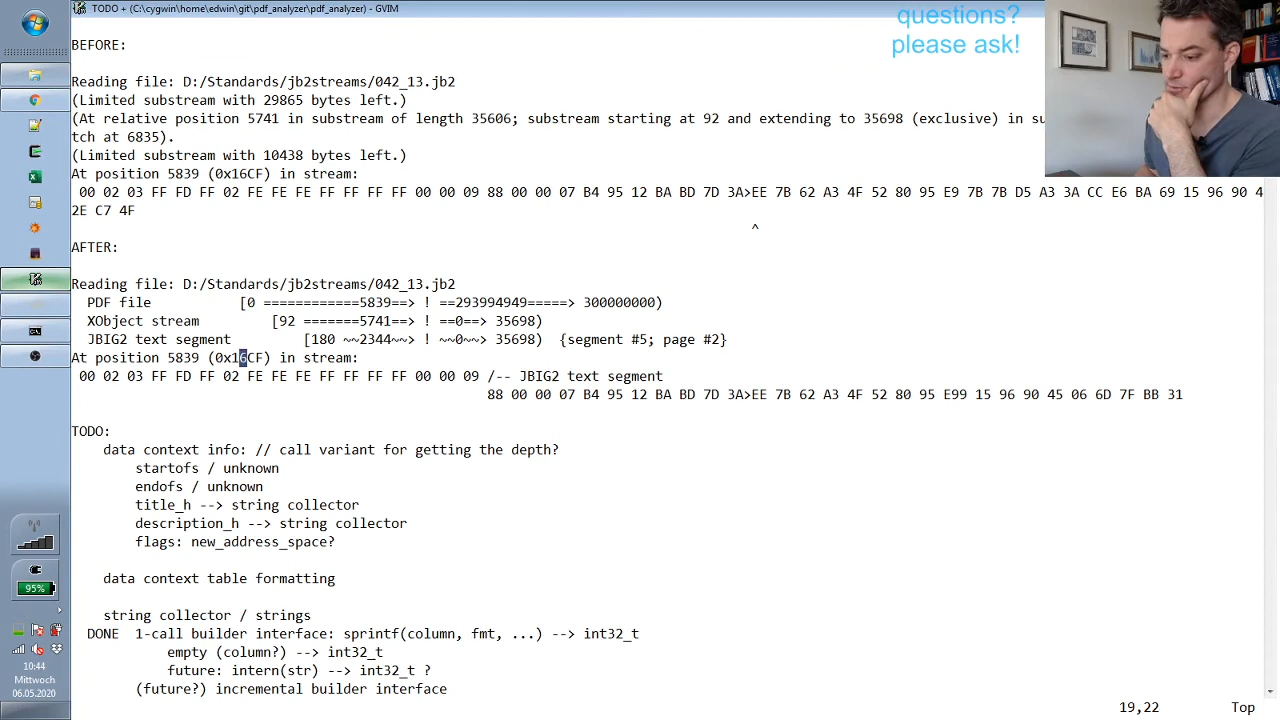 TODO + (C:\cygwin\home\edwin\git\pdf_analyzer\pdf_analyzer) - GVIM
questions?
please ask!
BEFORE:
Reading file: D:/Standards/jb2streams/042_13.jb2
(Limited substream with 29865 bytes left.)
(At relative position 5741 in substream of length 35606; substream starting at 92 and extending to 35698 (exclusive) in su
tch at 6835).
(Limited substream with 10438 bytes left.)
At position 5839 (0x16CF) in stream:
00 02 03 FF FD FF 02 FE FE FE FF FF FF FF 00 00 09 88 00 00 07 B4 95 12 BA BD 7D 3A>EE 7B 62 A3 4F 52 80 95 E9 7B 7B D5 A3 3A CC E6 BA 69 15 96 90 4
2E C7 4F
^
AFTER:
Reading file: D:/Standards/jb2streams/042_13.jb2
PDF file [0 ============5839==> ! ==293994949=====> 300000000)
XObject stream [92 =======5741==> ! ==0==> 35698)
JBIG2 text segment [180 ~~2344~~> ! ~~0~~> 35698) {segment #5; page #2}
At position 5839 (0x16CF) in stream:
00 02 03 FF FD FF 02 FE FE FE FF FF FF FF 00 00 09 /-- JBIG2 text segment
88 00 00 07 B4 95 12 BA BD 7D 3A>EE 7B 62 A3 4F 52 80 95 E99 15 96 90 45 06 6D 7F BB 31
TODO:
data context info: // call variant for getting the depth?
startofs / unknown
endofs / unknown
title_h --> string collector
description_h --> string collector
flags: new_address_space?
data context table formatting
string collector / strings
DONE 1-call builder interface: sprintf(column, fmt, ...) --> int32_t
empty (column?) --> int32_t
future: intern(str) --> int32_t ?
(future?) incremental builder interface
95%
10:44
Mittwoch
06.05.2020
19,22 Top